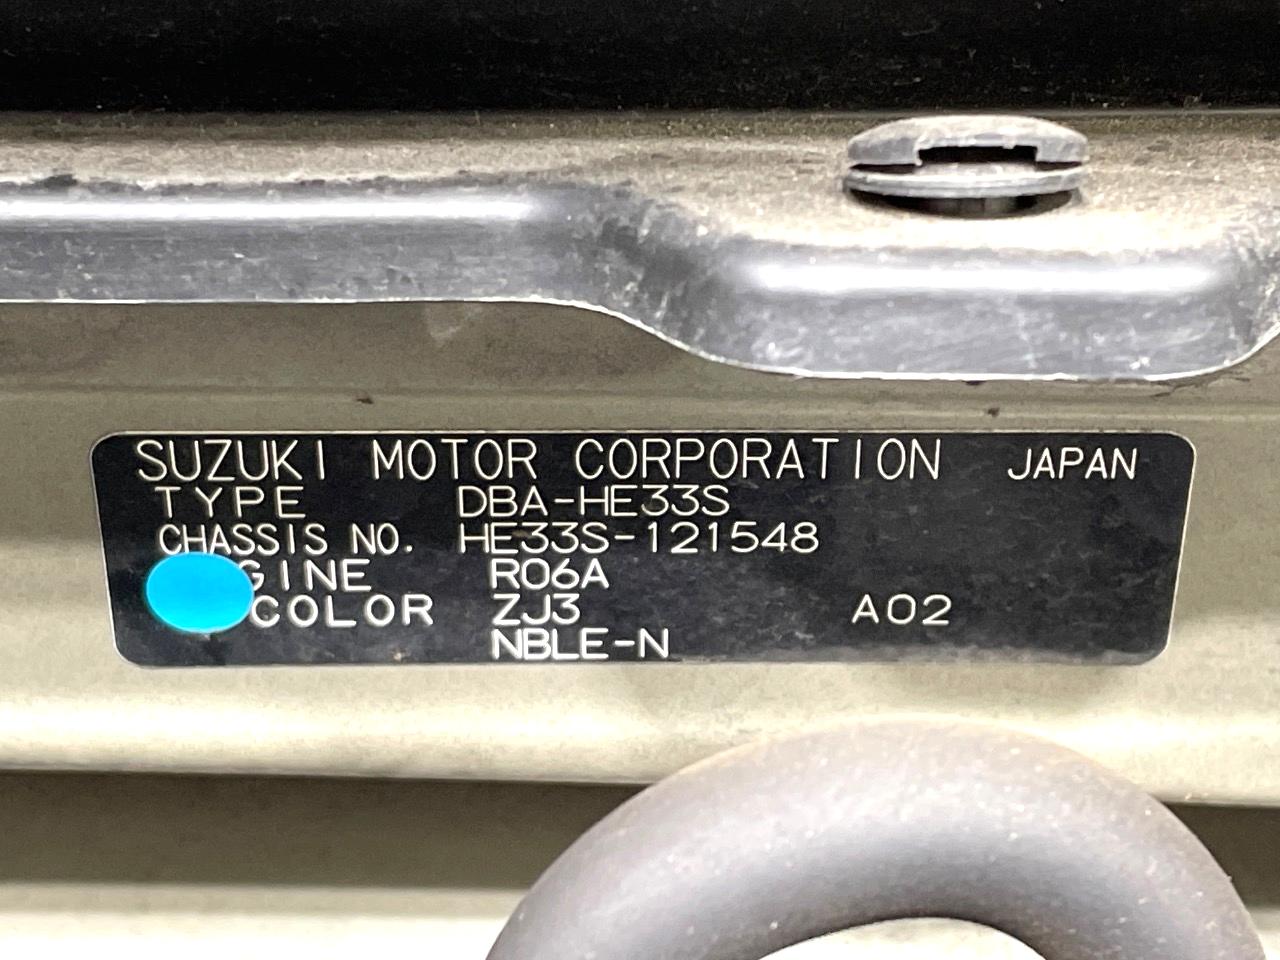 SUZUKI MOTOR CORPORATION JAPAN
TYPE DBA-HE33S
CHASSIS NO. HE33S-121548
GINE R06A
COLOR ZJ3 A02
NBLE-N